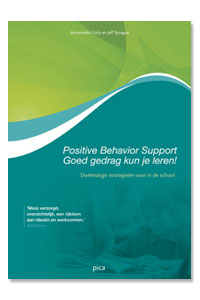 Annemieke Golly en Jeff Sprague
Positive Behavior Support
Goed gedrag kun je leren!
Doelmatige strategieën voor in de school
'Mooi verzorgd,
overzichtelijk, een rijkdom
aan ideeën en werkvormen.'
pica